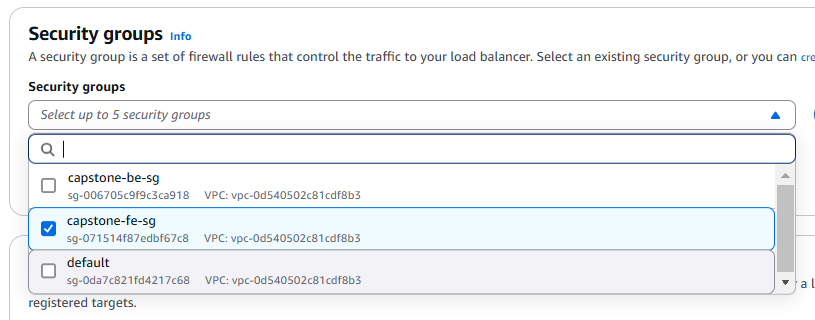 Security groups Info
A security group is a set of firewall rules that control the traffic to your load balancer. Select an existing security group, or you can cre
Security groups
Select up to 5 security groups
capstone-be-sg
sg-006705c9f9c3ca918 VPC: vpc-0d540502c81cdf8b3
capstone-fe-sg
sg-071514f87edbf67c8 VPC: vpc-0d540502c81cdf8b3
default
sg-0da7c821fd4217c68 VPC: vpc-0d540502c81cdf8b3
r a l
registered targets.